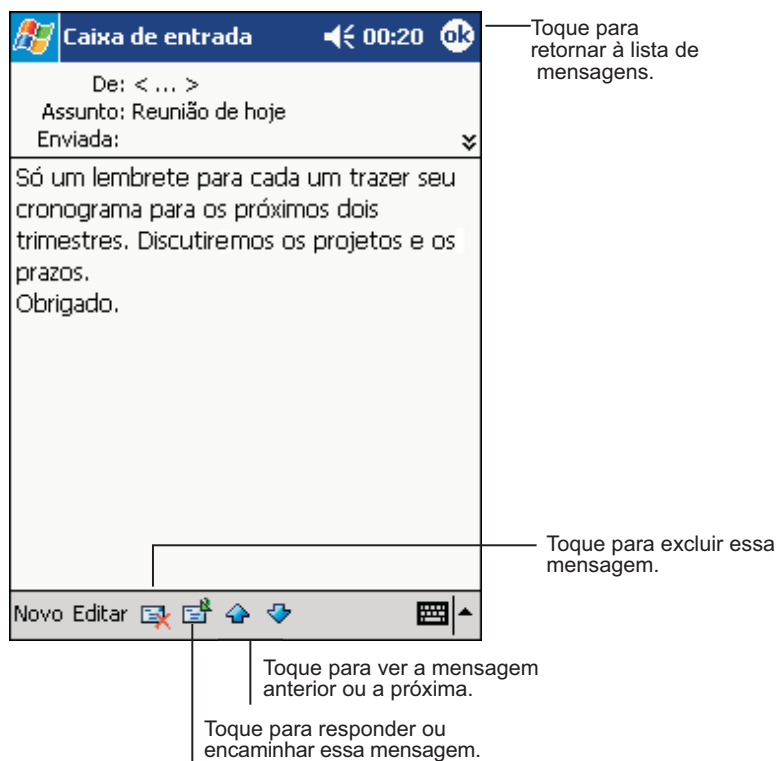 Caixa de entrada 00:20 ok
De: < ... >
Assunto: Reunião de hoje
Enviada:
Só um lembrete para cada um trazer seu
cronograma para os próximos dois
trimestres. Discutiremos os projetos e os
prazos.
Obrigado.
Novo Editar
Toque para
retornar à lista de
mensagens.
Toque para excluir essa
mensagem.
Toque para ver a mensagem
anterior ou a próxima.
Toque para responder ou
encaminhar essa mensagem.